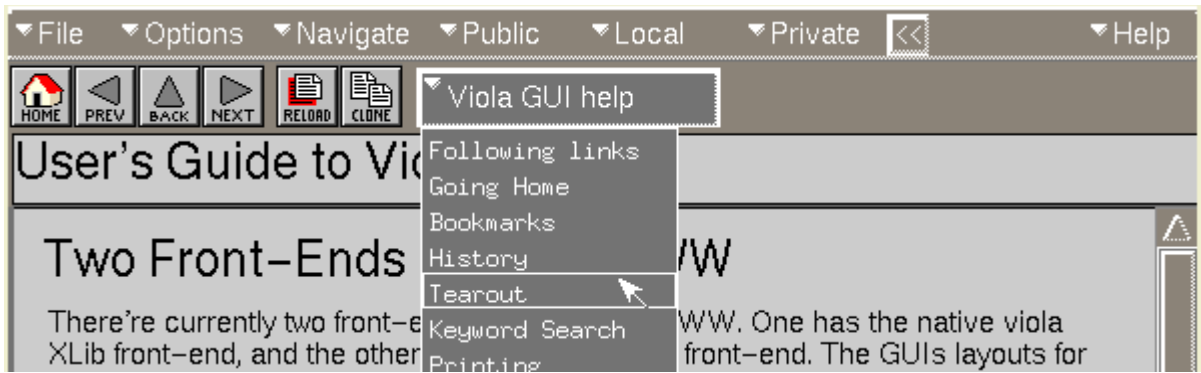 File Options Navigate Public Local Private << Help
HOME PREV BACK NEXT RELOAD CLONE Viola GUI help
User's Guide to Vio
Following links
Going Home
Bookmarks
Two Front-Ends WW
History
Tearout
There're currently two front-e WW. One has the native viola
Keyword Search
XLib front-end, and the other front-end. The GUIs layouts for
Printing